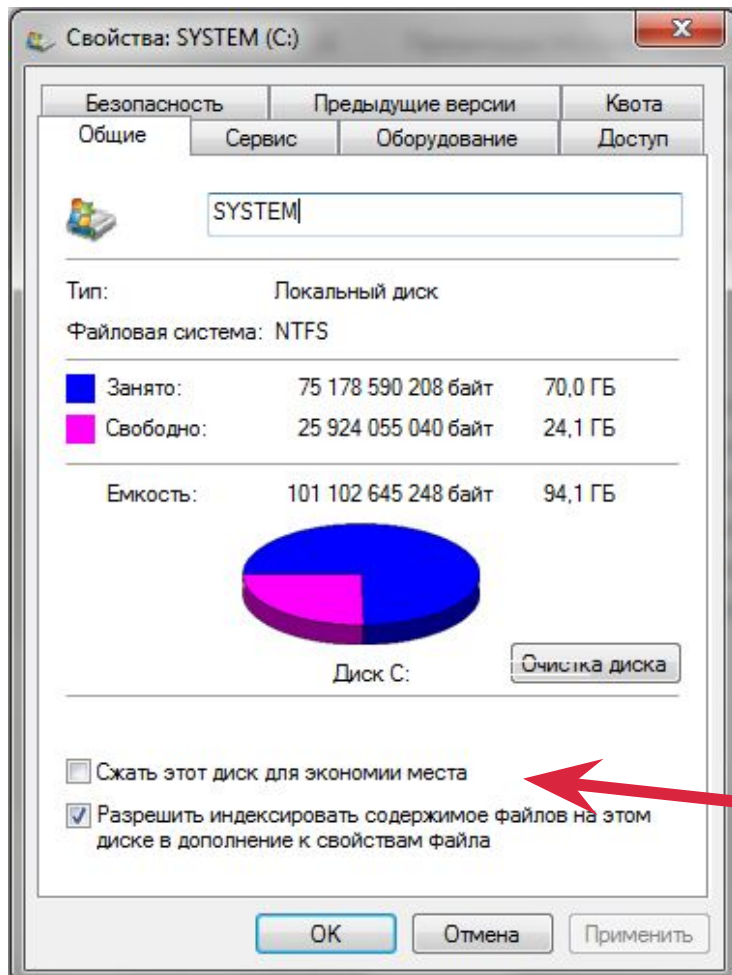 Свойства: SYSTEM (C:)
Безопасность Предыдущие версии Квота
Общие Сервис Оборудование Доступ
SYSTEM
Тип: Локальный диск
Файловая система: NTFS
Занято: 75 178 590 208 байт 70,0 ГБ
Свободно: 25 924 055 040 байт 24,1 ГБ
Емкость: 101 102 645 248 байт 94,1 ГБ
Диск C:
Очистка диска
Сжать этот диск для экономии места
Разрешить индексировать содержимое файлов на этом
диске в дополнение к свойствам файла
OK Отмена Применить